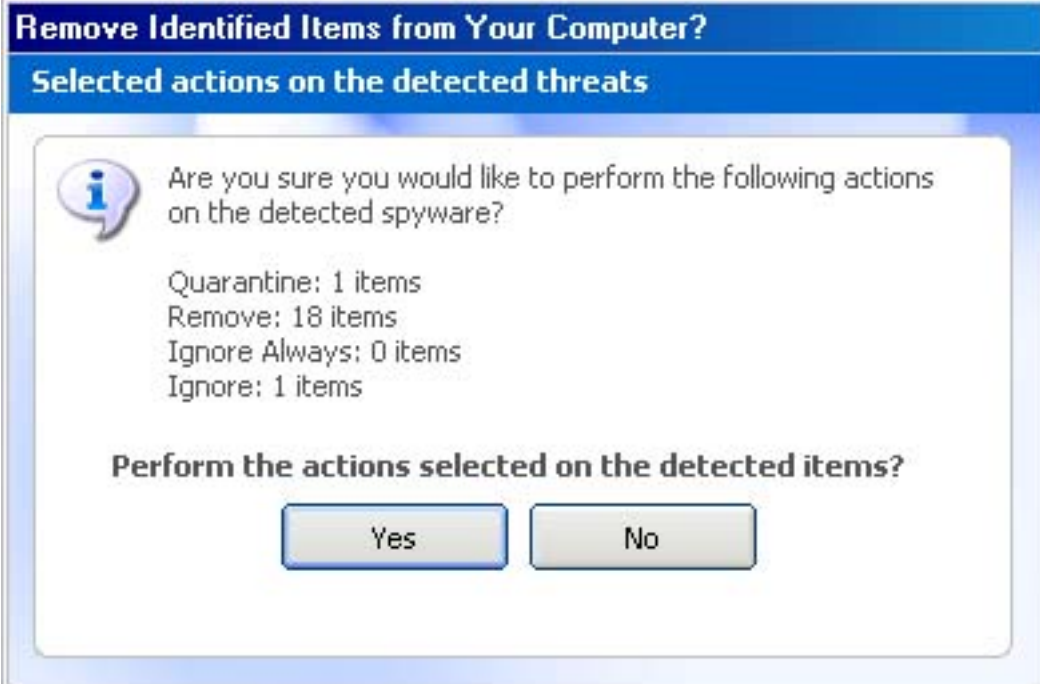 Remove Identified Items from Your Computer?
Selected actions on the detected threats
Are you sure you would like to perform the following actions
on the detected spyware?
Quarantine: 1 items
Remove: 18 items
Ignore Always: 0 items
Ignore: 1 items
Perform the actions selected on the detected items?
Yes No